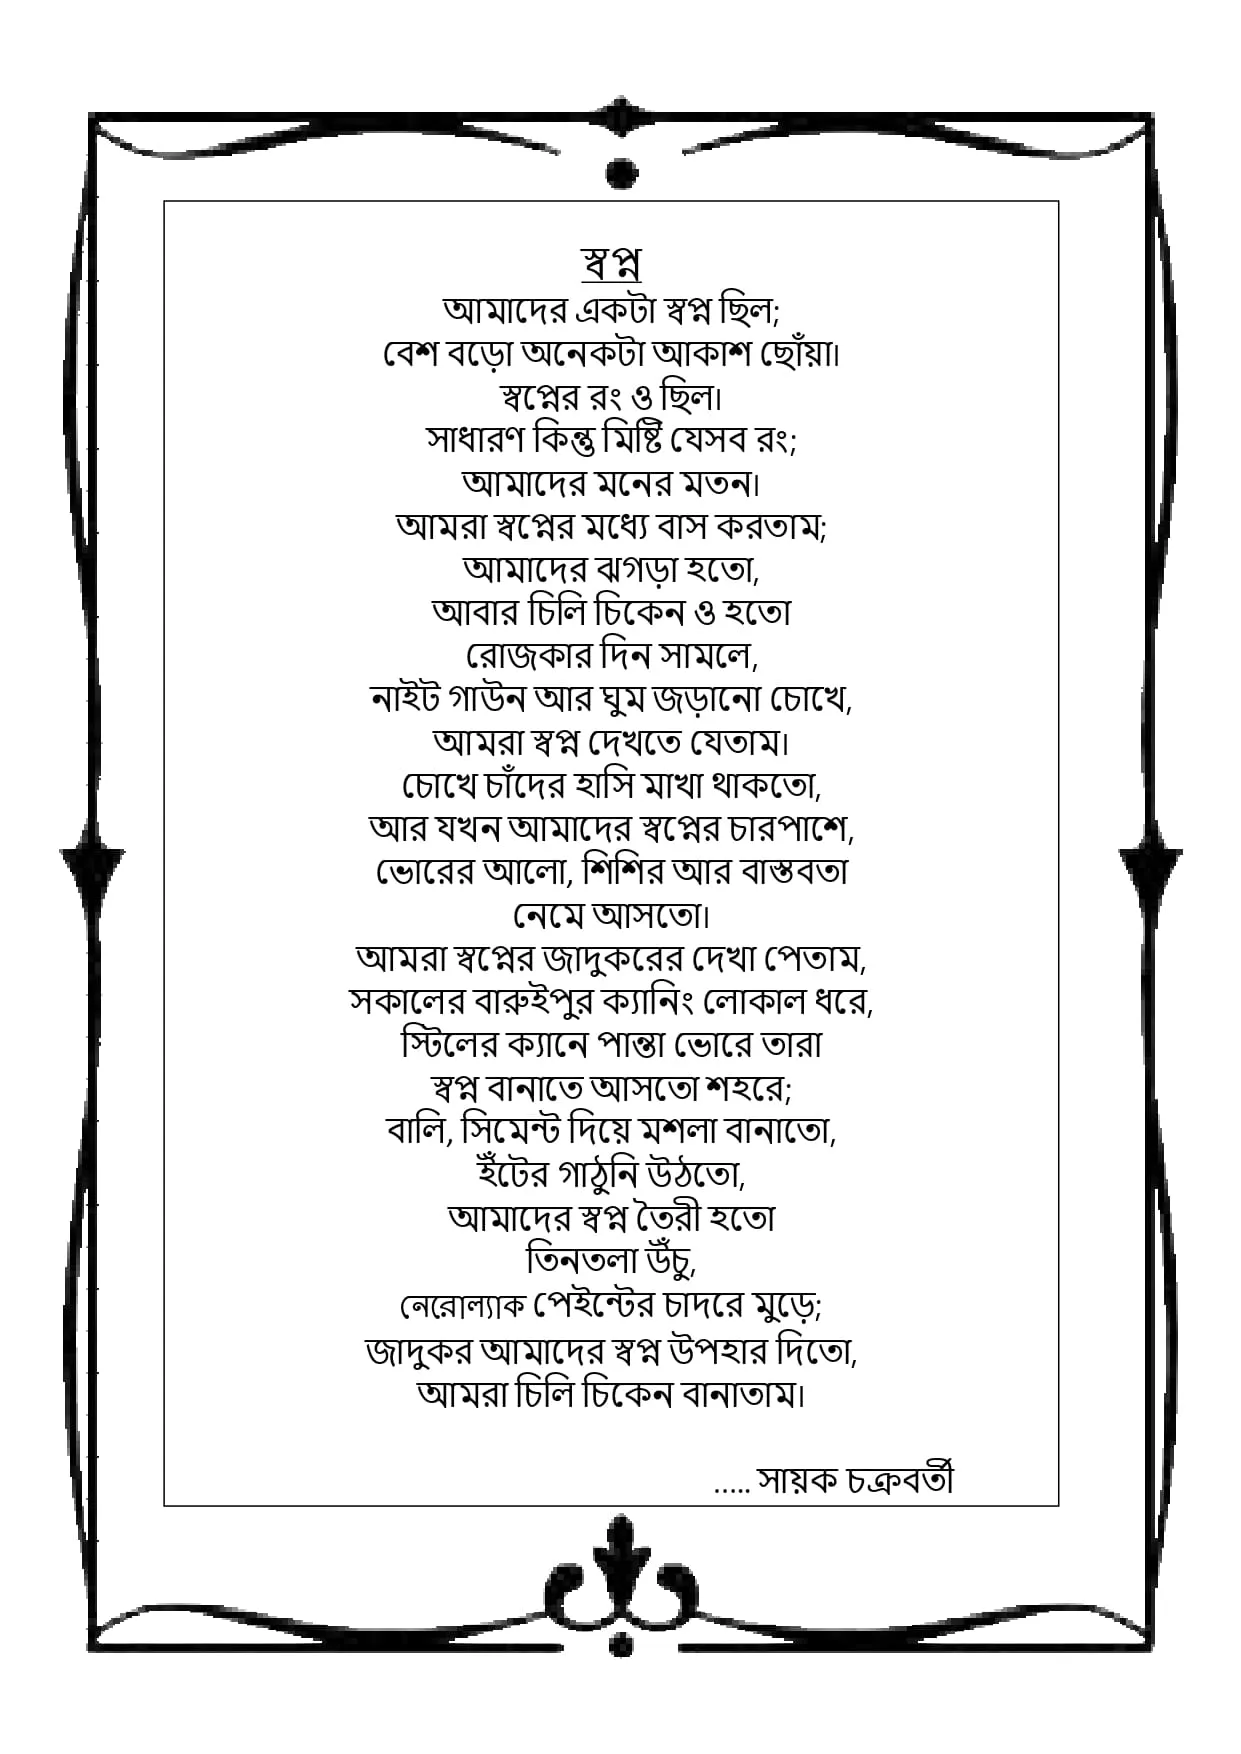 স্বপ্ন
আমাদের একটা স্বপ্ন ছিল;
বেশ বড়ো অনেকটা আকাশ ছোঁয়া।
স্বপ্নের রং ও ছিল।
সাধারণ কিন্তু মিষ্টি যেসব রং;
আমাদের মনের মতন।
আমরা স্বপ্নের মধ্যে বাস করতাম;
আমাদের ঝগড়া হতো,
আবার চিলি চিকেন ও হতো
রোজকার দিন সামলে,
নাইট গাউন আর ঘুম জড়ানো চোখে,
আমরা স্বপ্ন দেখতে যেতাম।
চোখে চাঁদের হাসি মাখা থাকতো,
আর যখন আমাদের স্বপ্নের চারপাশে,
ভোরের আলো, শিশির আর বাস্তবতা
নেমে আসতো।
আমরা স্বপ্নের জাদুকরের দেখা পেতাম,
সকালের বারুইপুর ক্যানিং লোকাল ধরে,
স্টিলের ক্যানে পান্তা ভোরে তারা
স্বপ্ন বানাতে আসতো শহরে;
বালি, সিমেন্ট দিয়ে মশলা বানাতো,
ইঁটের গাঠুনি উঠতো,
আমাদের স্বপ্ন তৈরী হতো
তিনতলা উঁচু,
নেরোল্যাক পেইন্টের চাদরে মুড়ে;
জাদুকর আমাদের স্বপ্ন উপহার দিতো,
আমরা চিলি চিকেন বানাতাম।
..... সায়ক চক্রবর্তী